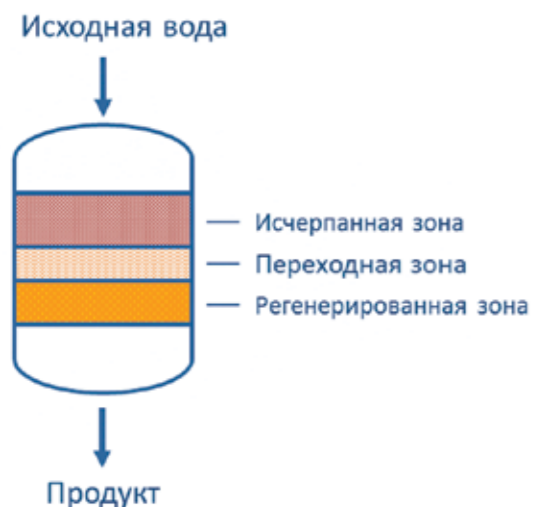 Исходная вода
Исчерпанная зона
Переходная зона
Регенерированная зона
Продукт